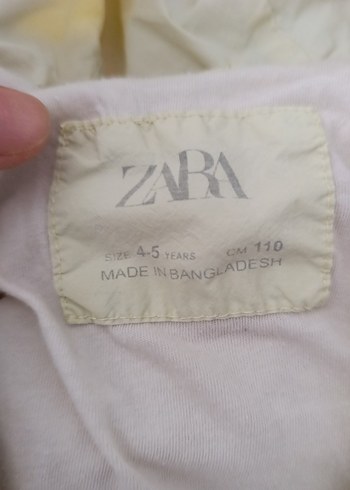 ZARA
SIZE 4-5 YEARS CM 110
MADE IN BANGLADESH